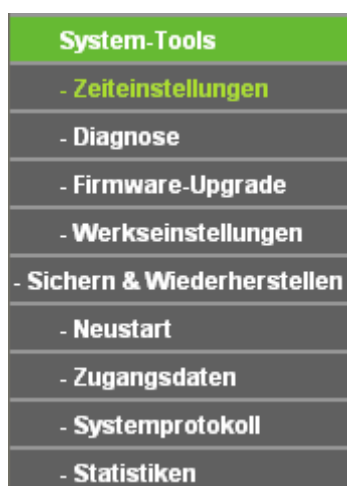 System-Tools
- Zeiteinstellungen
- Diagnose
- Firmware-Upgrade
- Werkseinstellungen
- Sichern & Wiederherstellen
- Neustart
- Zugangsdaten
- Systemprotokoll
- Statistiken